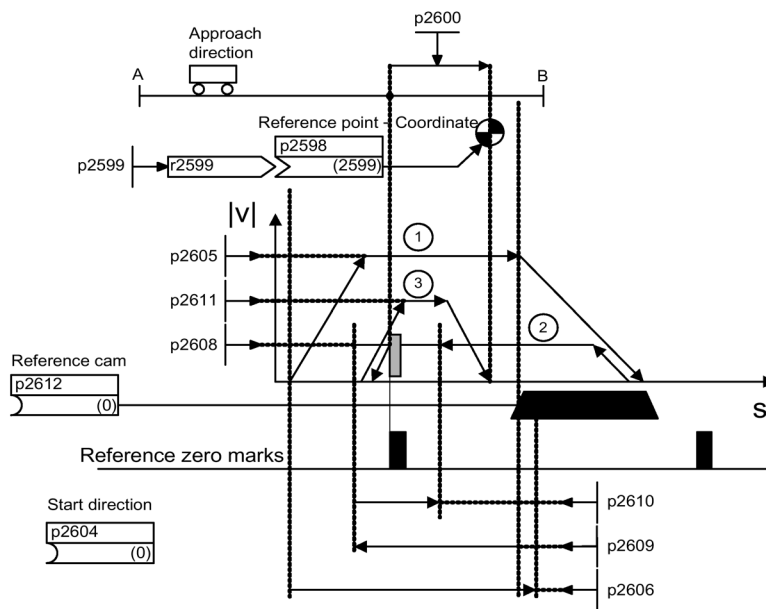 p2600
Approach
direction
A
B
Reference point - Coordinate
p2598
p2599
r2599
(2599)
|v|
p2605
1
p2611
3
p2608
2
Reference cam
p2612
(0)
s
Reference zero marks
Start direction
p2604
(0)
p2610
p2609
p2606